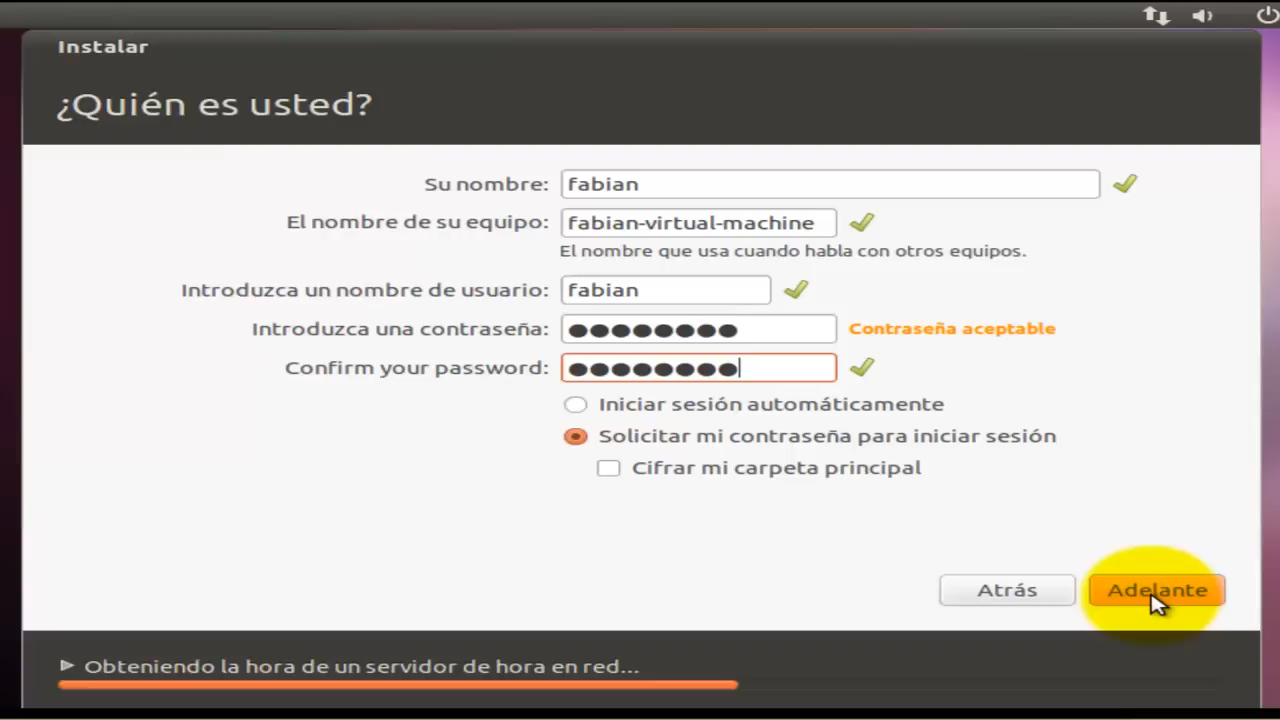 Instalar
¿Quién es usted?
Su nombre: fabian
El nombre de su equipo: fabian-virtual-machine
El nombre que usa cuando habla con otros equipos.
Introduzca un nombre de usuario: fabian
Introduzca una contraseña: ●●●●●●●● Contraseña aceptable
Confirm your password: ●●●●●●●●
Iniciar sesión automáticamente
Solicitar mi contraseña para iniciar sesión
Cifrar mi carpeta principal
Atrás Adelante
Obteniendo la hora de un servidor de hora en red...